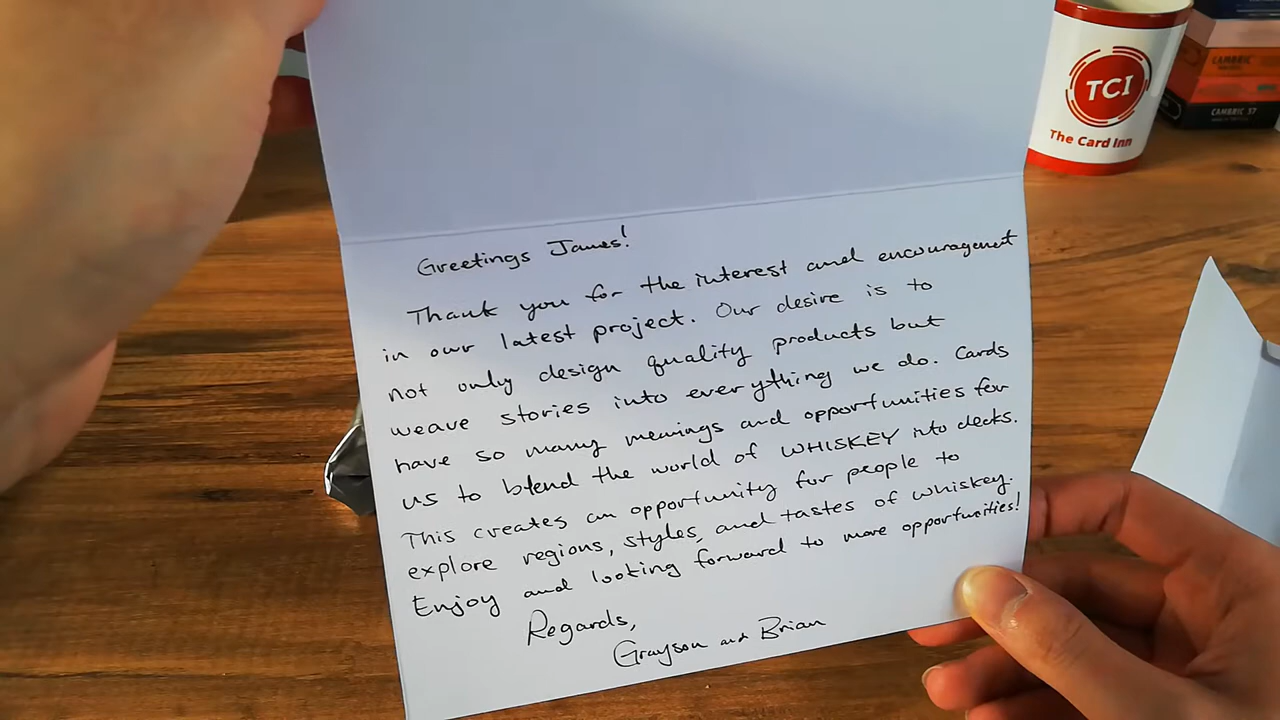 TCI
The Card Inn
CAMBRIC
CAMBRIC 37
Greetings James!
Thank you for the interest and encouragement
in our latest project. Our desire is to
not only design quality products but
weave stories into everything we do. Cards
have so many meanings and opportunities for
us to blend the world of WHISKEY into decks.
This creates an opportunity for people to
explore regions, styles, and tastes of whiskey.
Enjoy and looking forward to more opportunities!
Regards,
Grayson and Brian